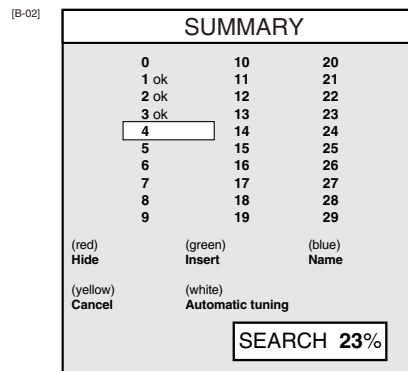 [B-02]
SUMMARY
0 10 20
1 ok 11 21
2 ok 12 22
3 ok 13 23
4 14 24
5 15 25
6 16 26
7 17 27
8 18 28
9 19 29
(red) (green) (blue)
Hide Insert Name
(yellow) (white)
Cancel Automatic tuning
SEARCH 23%